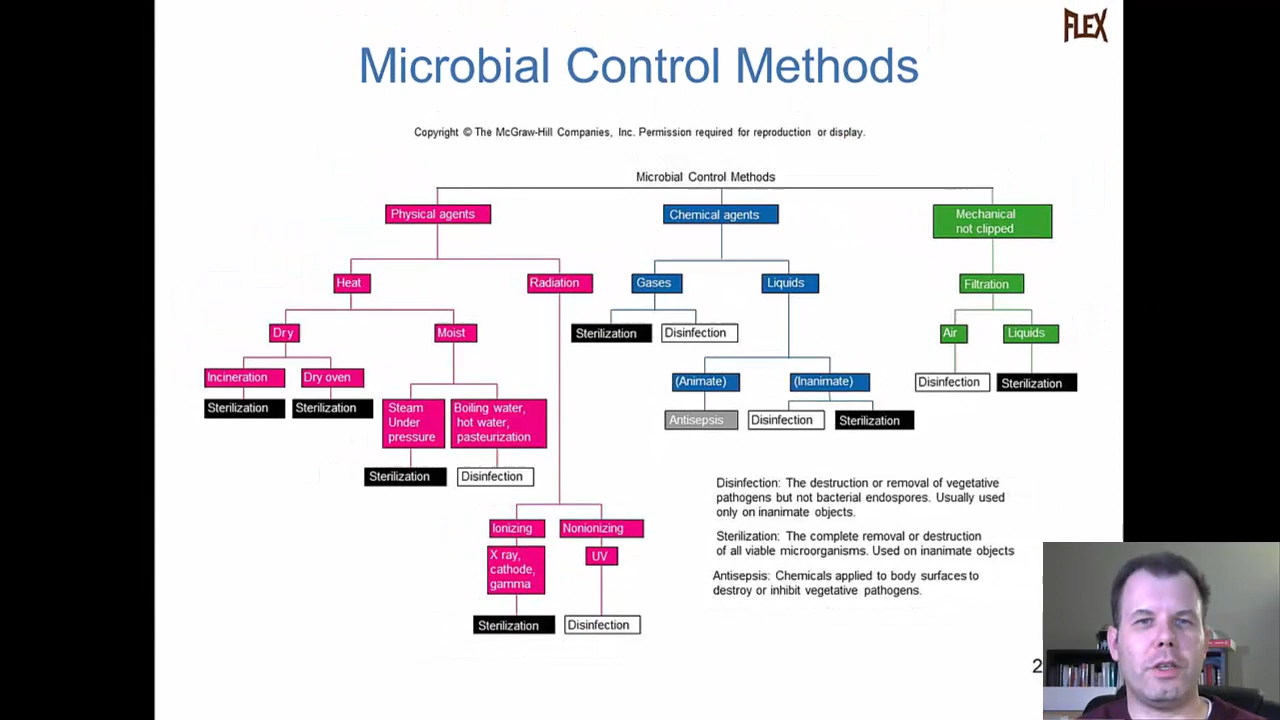 FLEX
Microbial Control Methods
Copyright © The McGraw-Hill Companies, Inc. Permission required for reproduction or display.
Microbial Control Methods
Physical agents
Chemical agents
Mechanical
not clipped
Heat
Radiation
Gases
Liquids
Filtration
Dry
Moist
Sterilization
Disinfection
Air
Liquids
Incineration
Dry oven
(Animate)
(Inanimate)
Disinfection
Sterilization
Sterilization
Sterilization
Steam
Under
pressure
Boiling water,
hot water,
pasteurization
Antisepsis
Disinfection
Sterilization
Sterilization
Disinfection
Disinfection: The destruction or removal of vegetative
pathogens but not bacterial endospores. Usually used
only on inanimate objects.
Sterilization: The complete removal or destruction
of all viable microorganisms. Used on inanimate objects
Antisepsis: Chemicals applied to body surfaces to
destroy or inhibit vegetative pathogens.
Ionizing
Nonionizing
X ray,
cathode,
gamma
UV
Sterilization
Disinfection
2